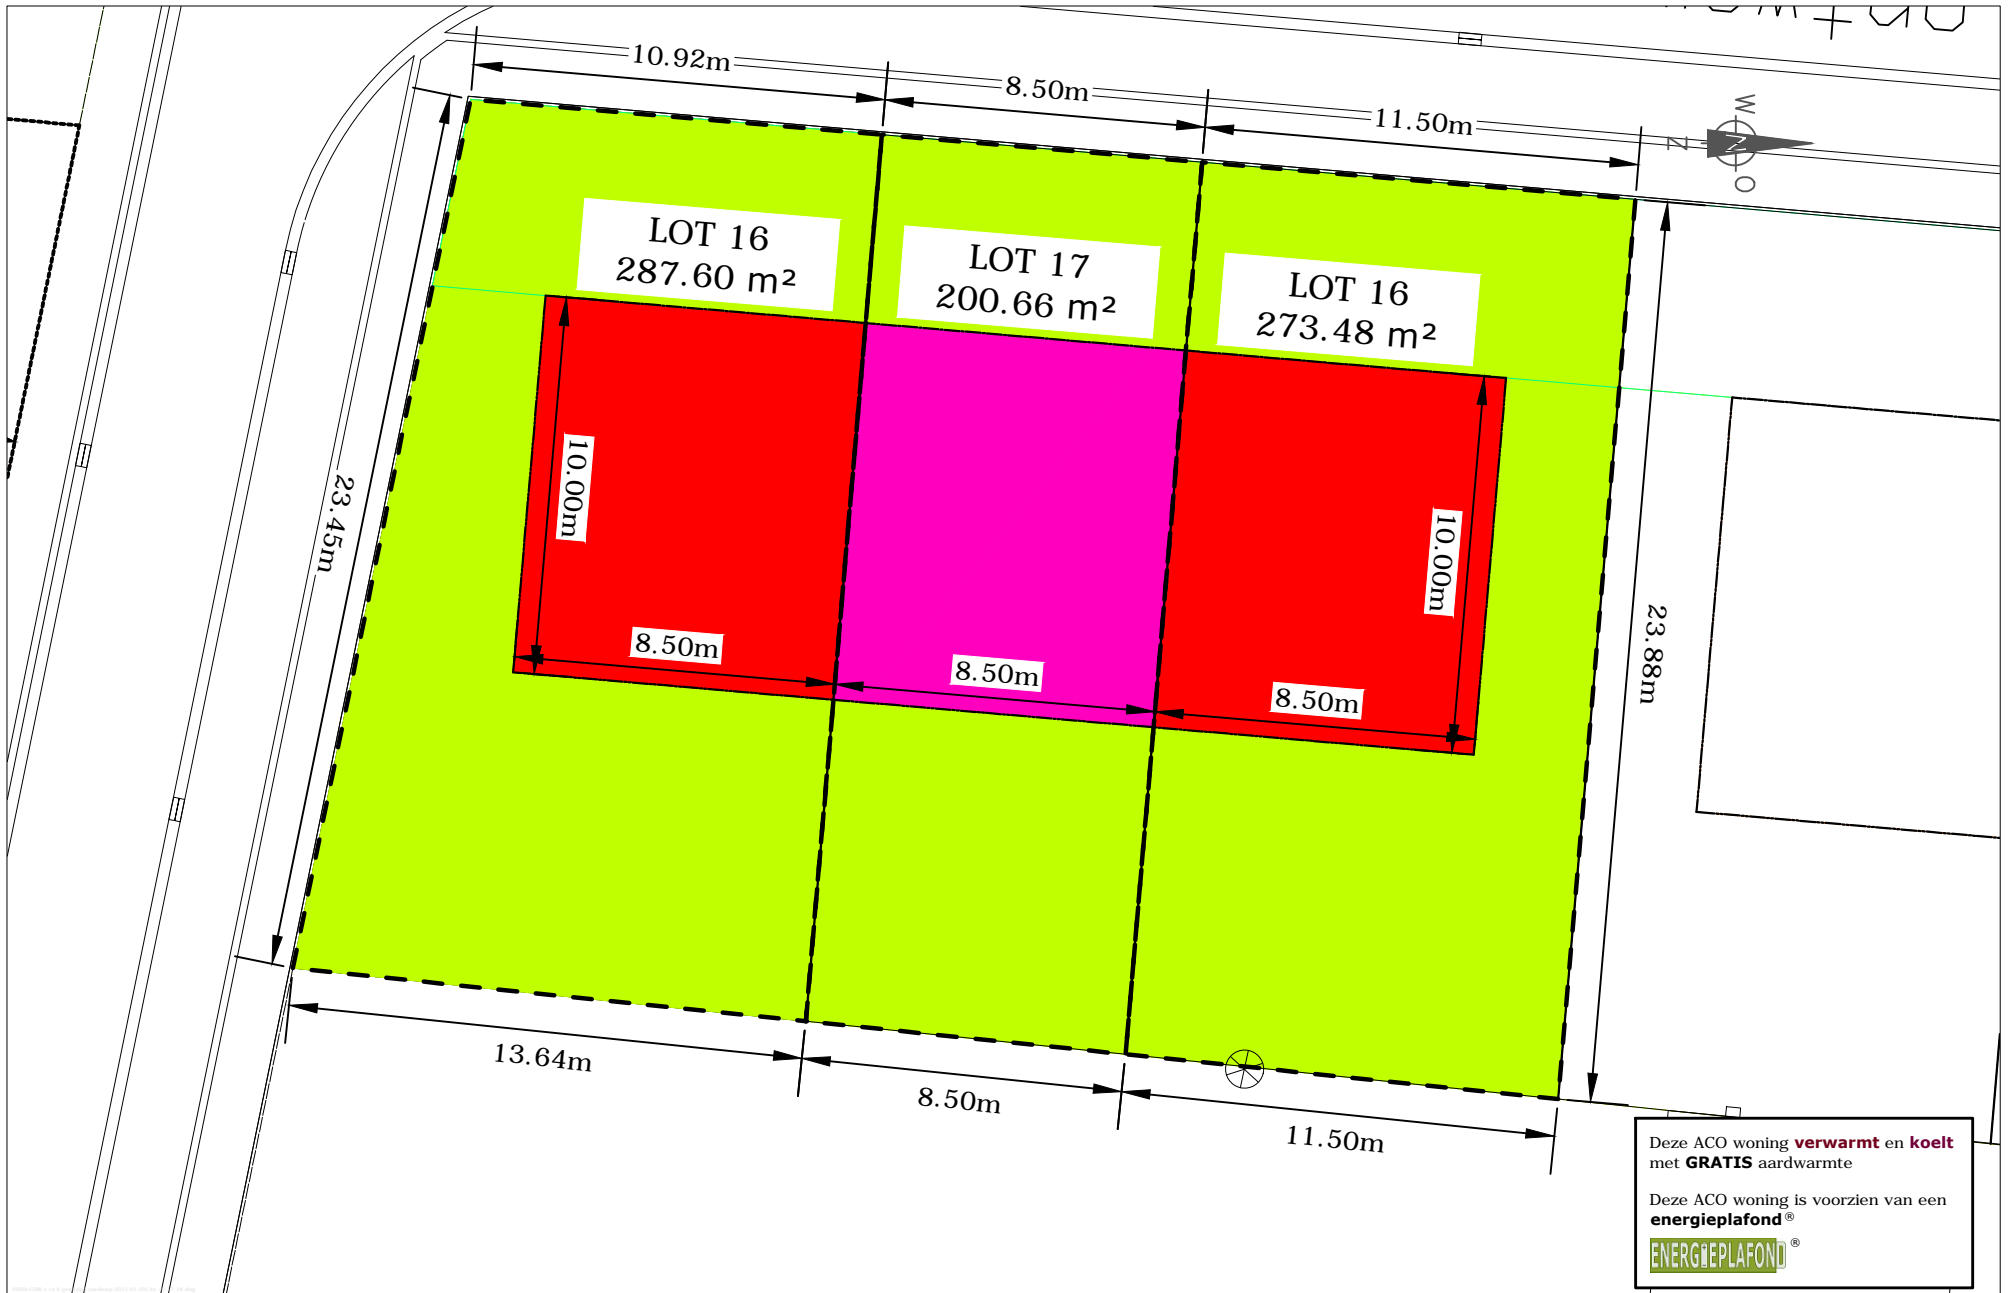 10.92m
8.50m
11.50m
W
N
Z
O
LOT 16
287.60 m²
LOT 17
200.66 m²
LOT 16
273.48 m²
10.00m
10.00m
23.45m
23.88m
8.50m
8.50m
8.50m
13.64m
8.50m
11.50m
Deze ACO woning verwarmt en koelt
met GRATIS aardwarmte
Deze ACO woning is voorzien van een
energieplafond®
ENERGIEPLAFOND®